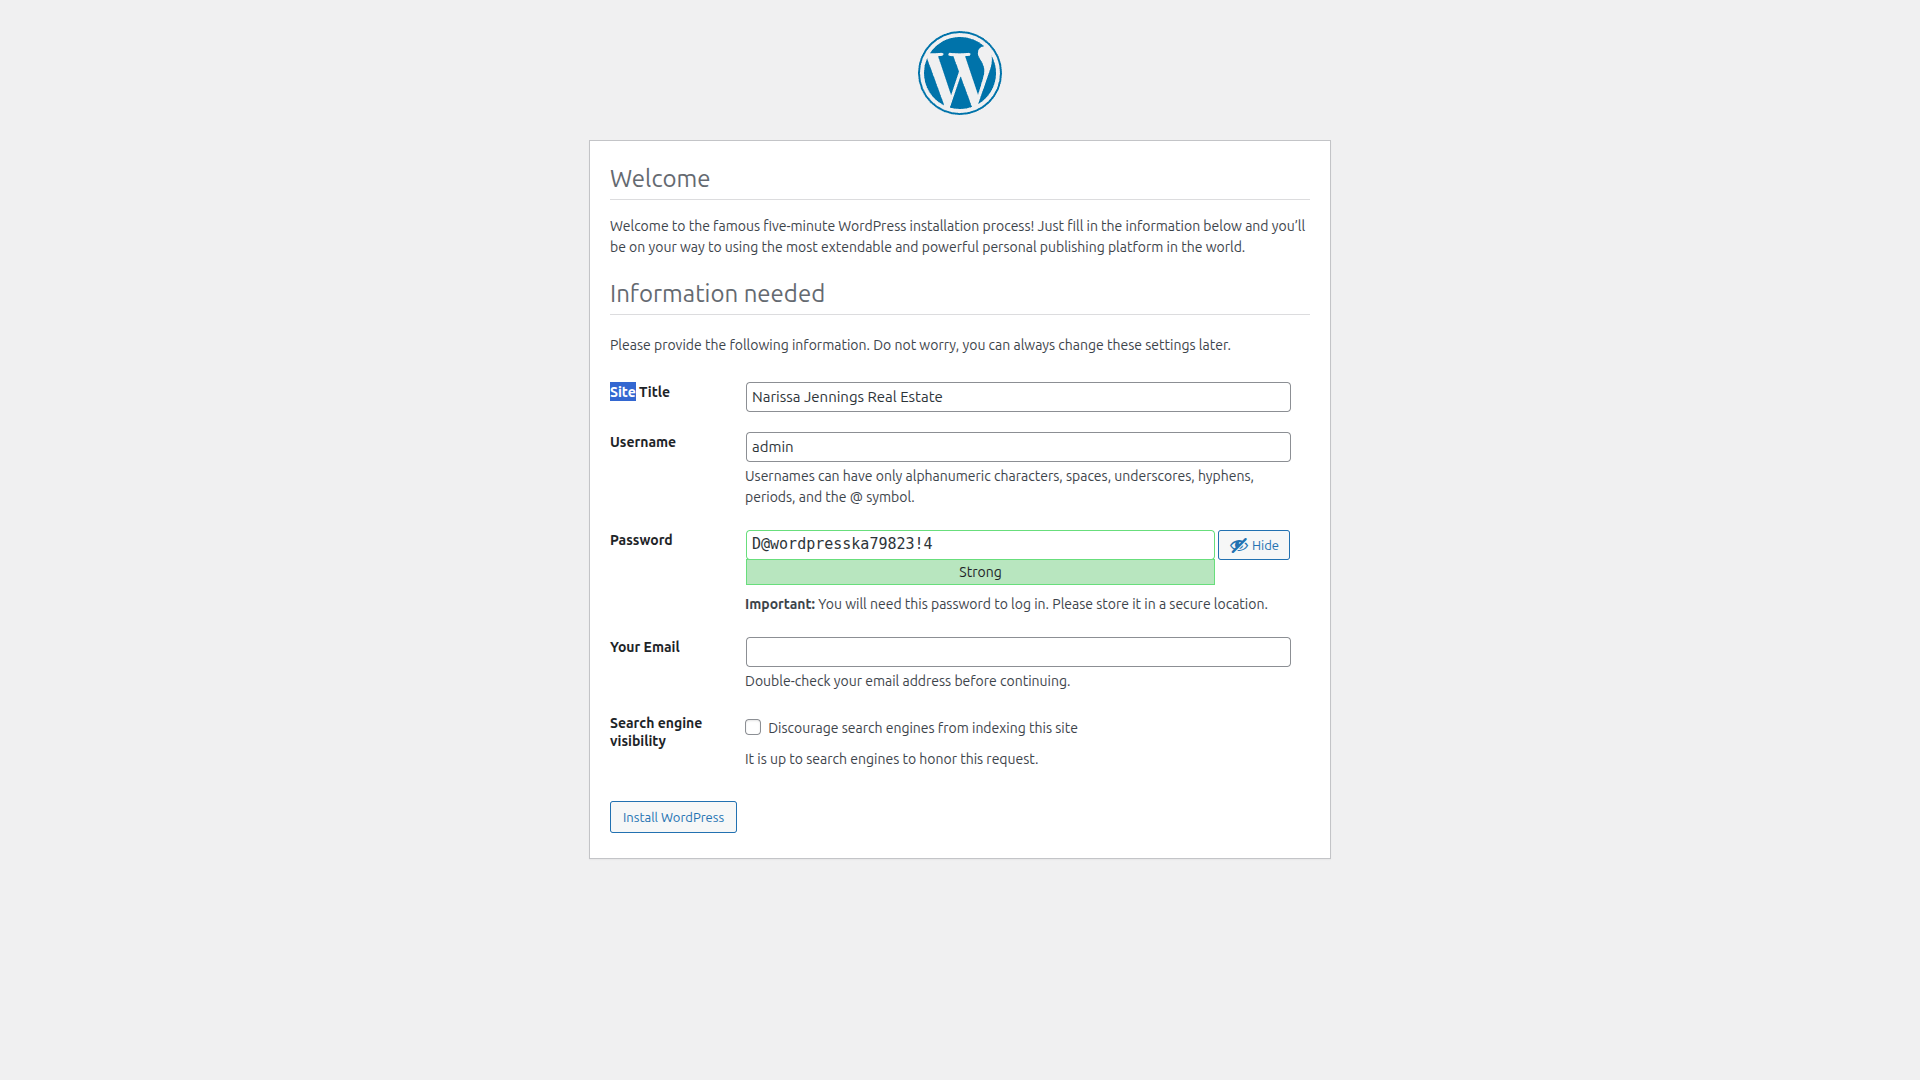 Welcome
Welcome to the famous five-minute WordPress installation process! Just fill in the information below and you’ll
be on your way to using the most extendable and powerful personal publishing platform in the world.
Information needed
Please provide the following information. Do not worry, you can always change these settings later.
Site Title
Narissa Jennings Real Estate
Username
admin
Usernames can have only alphanumeric characters, spaces, underscores, hyphens,
periods, and the @ symbol.
Password
D@wordpresska79823!4
Hide
Strong
Important: You will need this password to log in. Please store it in a secure location.
Your Email
Double-check your email address before continuing.
Search engine
visibility
Discourage search engines from indexing this site
It is up to search engines to honor this request.
Install WordPress